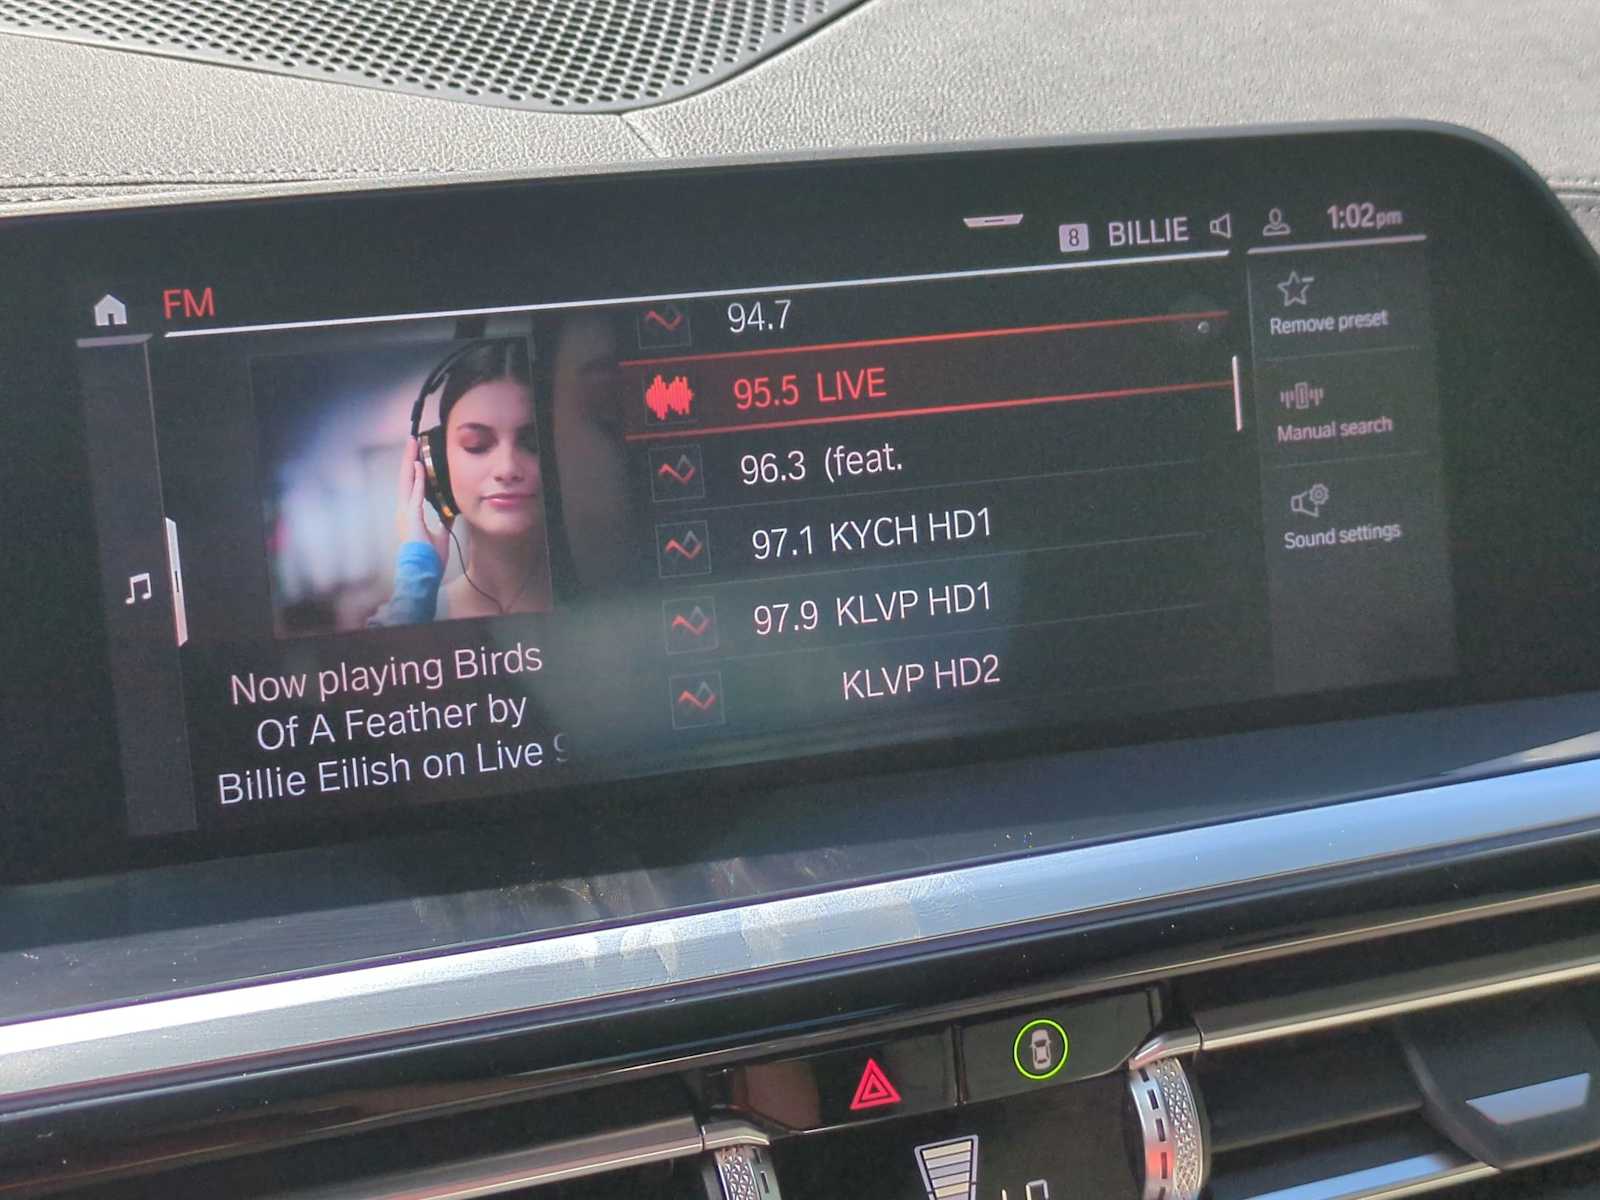 8 BILLIE 1:02pm
FM
94.7
95.5 LIVE
96.3 (feat.
97.1 KYCH HD1
97.9 KLVP HD1
KLVP HD2
Now playing Birds
Of A Feather by
Billie Eilish on Live
Remove preset
Manual search
Sound settings